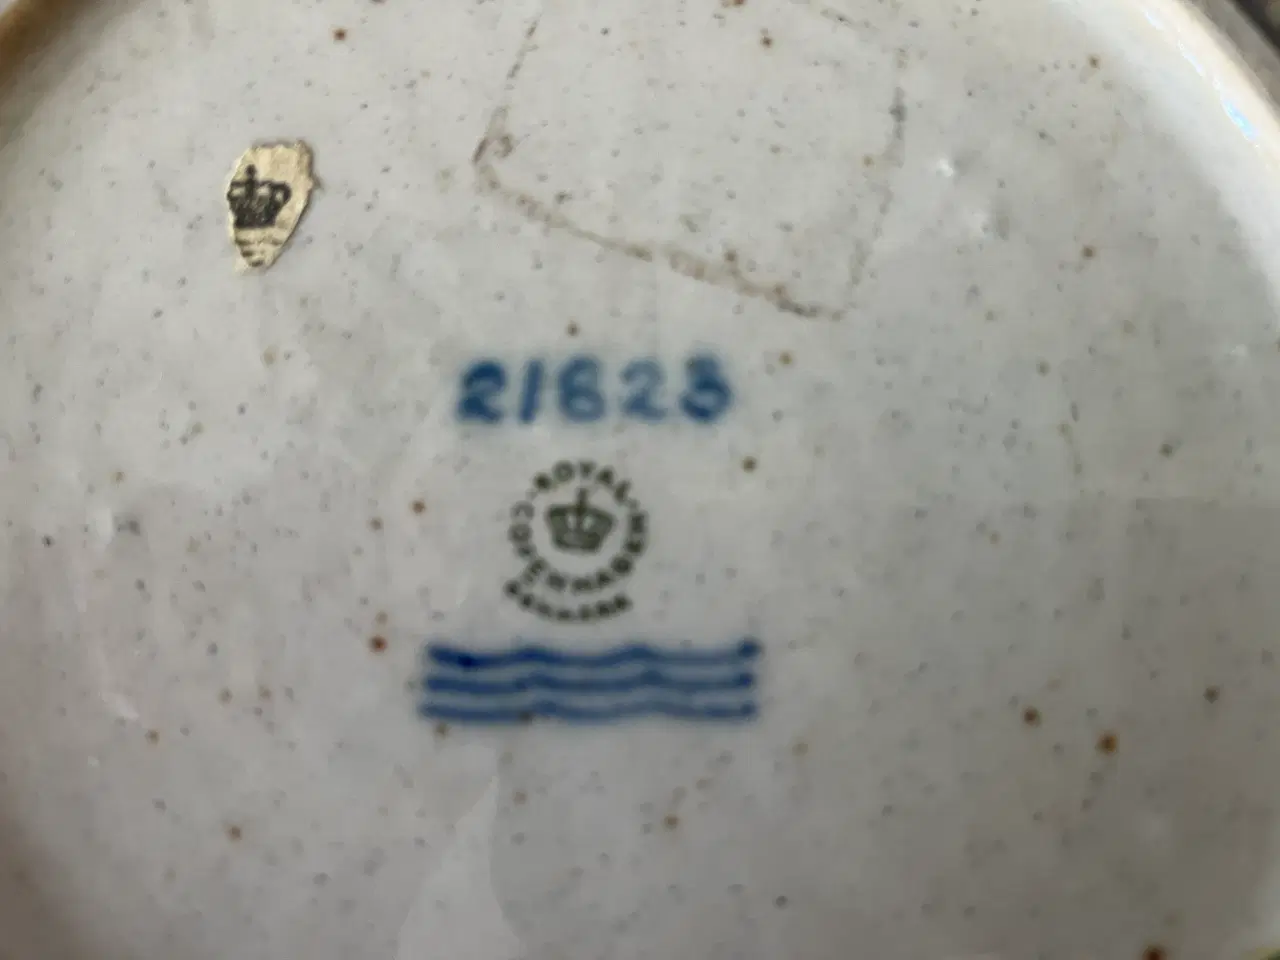 21623
ROYAL
COPENHAGEN
DENMARK